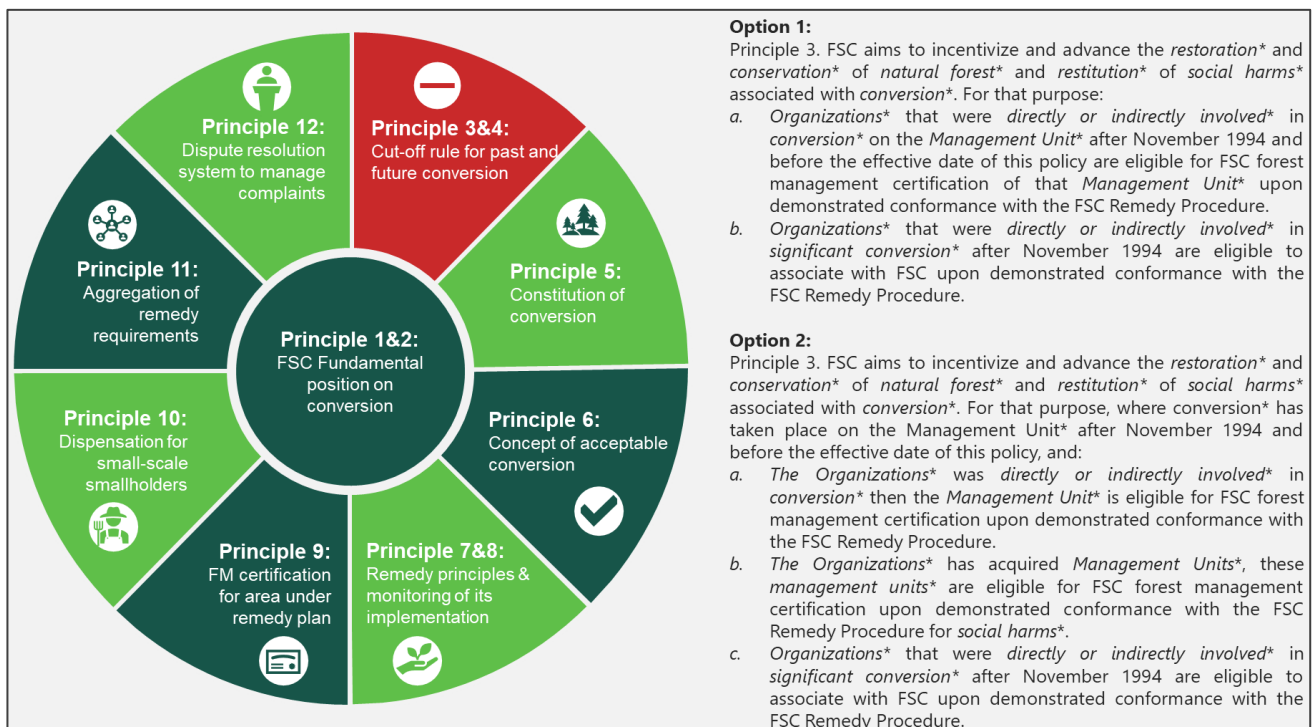 Principle 12:
Dispute resolution
system to manage
complaints
Principle 3&4:
Cut-off rule for past and
future conversion
Principle 11:
Aggregation of
remedy
requirements
Principle 5:
Constitution of
conversion
Principle 1&2:
FSC Fundamental
position on
conversion
Principle 10:
Dispensation for
small-scale
smallholders
Principle 6:
Concept of acceptable
conversion
Principle 9:
FM certification
for area under
remedy plan
Principle 7&8:
Remedy principles &
monitoring of its
implementation
Option 1:
Principle 3. FSC aims to incentivize and advance the restoration* and
conservation* of natural forest* and restitution* of social harms*
associated with conversion*. For that purpose:
a. Organizations* that were directly or indirectly involved* in
conversion* on the Management Unit* after November 1994 and
before the effective date of this policy are eligible for FSC forest
management certification of that Management Unit* upon
demonstrated conformance with the FSC Remedy Procedure.
b. Organizations* that were directly or indirectly involved* in
significant conversion* after November 1994 are eligible to
associate with FSC upon demonstrated conformance with the
FSC Remedy Procedure.
Option 2:
Principle 3. FSC aims to incentivize and advance the restoration* and
conservation* of natural forest* and restitution* of social harms*
associated with conversion*. For that purpose, where conversion* has
taken place on the Management Unit* after November 1994 and
before the effective date of this policy, and:
a. The Organizations* was directly or indirectly involved* in
conversion* then the Management Unit* is eligible for FSC forest
management certification upon demonstrated conformance with
the FSC Remedy Procedure.
b. The Organizations* has acquired Management Units*, these
management units* are eligible for FSC forest management
certification upon demonstrated conformance with the FSC
Remedy Procedure for social harms*.
c. Organizations* that were directly or indirectly involved* in
significant conversion* after November 1994 are eligible to
associate with FSC upon demonstrated conformance with the
FSC Remedy Procedure.